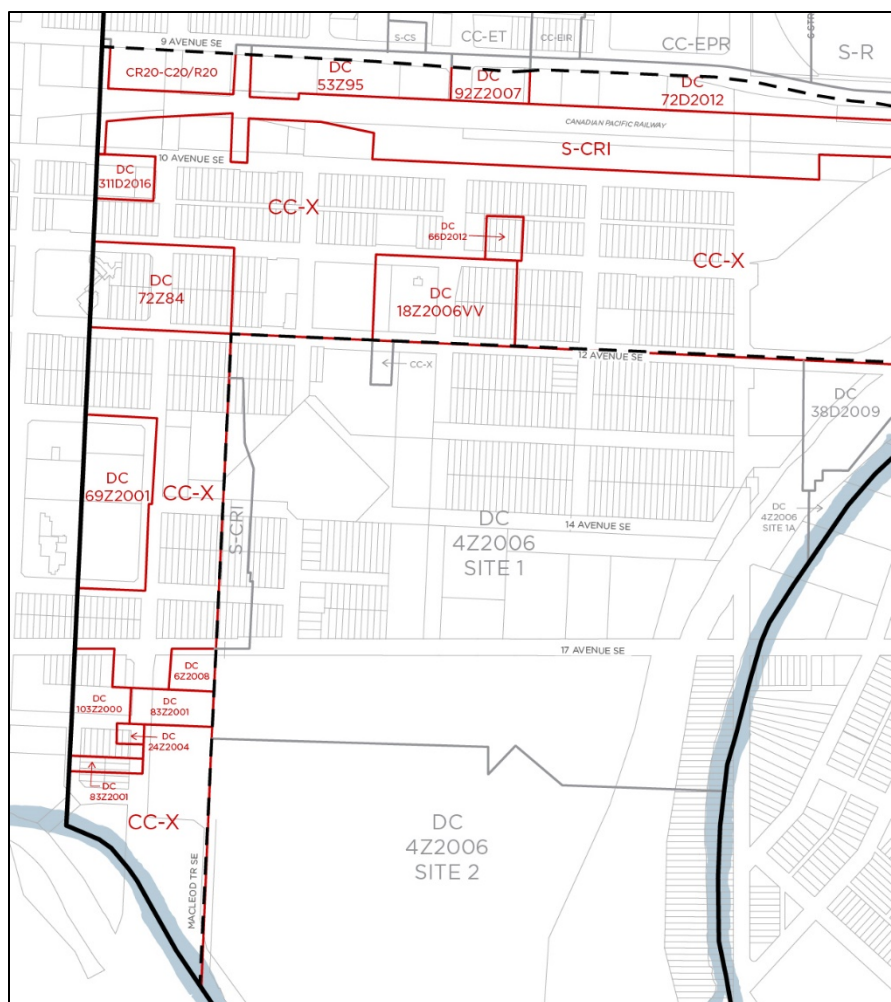 S-CS
CC-ET
CC-EIR
CC-EPR
S-R
9 AVENUE SE
CR20-C20/R20
DC
53Z95
DC
92Z2007
DC
72D2012
CANADIAN PACIFIC RAILWAY
S-CRI
10 AVENUE SE
DC
311D2016
CC-X
DC
66D2012
CC-X
DC
72Z84
DC
18Z2006VV
12 AVENUE SE
CC-X
DC
38D2009
DC
69Z2001
CC-X
S-CRI
DC
4Z2006
SITE 1
14 AVENUE SE
DC
4Z2006
SITE 1A
17 AVENUE SE
DC
6Z2008
DC
103Z2000
DC
83Z2001
DC
24Z2004
DC
83Z2001
CC-X
MACLEOD TR SE
DC
4Z2006
SITE 2